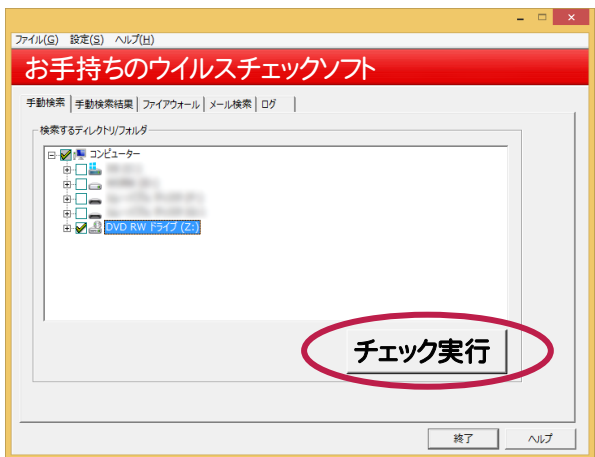 ファイル(G) 設定(S) ヘルプ(H)
お手持ちのウイルスチェックソフト
手動検索 手動検索結果 ファイアウォール メール検索 ログ
検索するディレクトリ/フォルダ
コンピューター
DVD RW ドライブ (Z:)
チェック実行
終了 ヘルプ